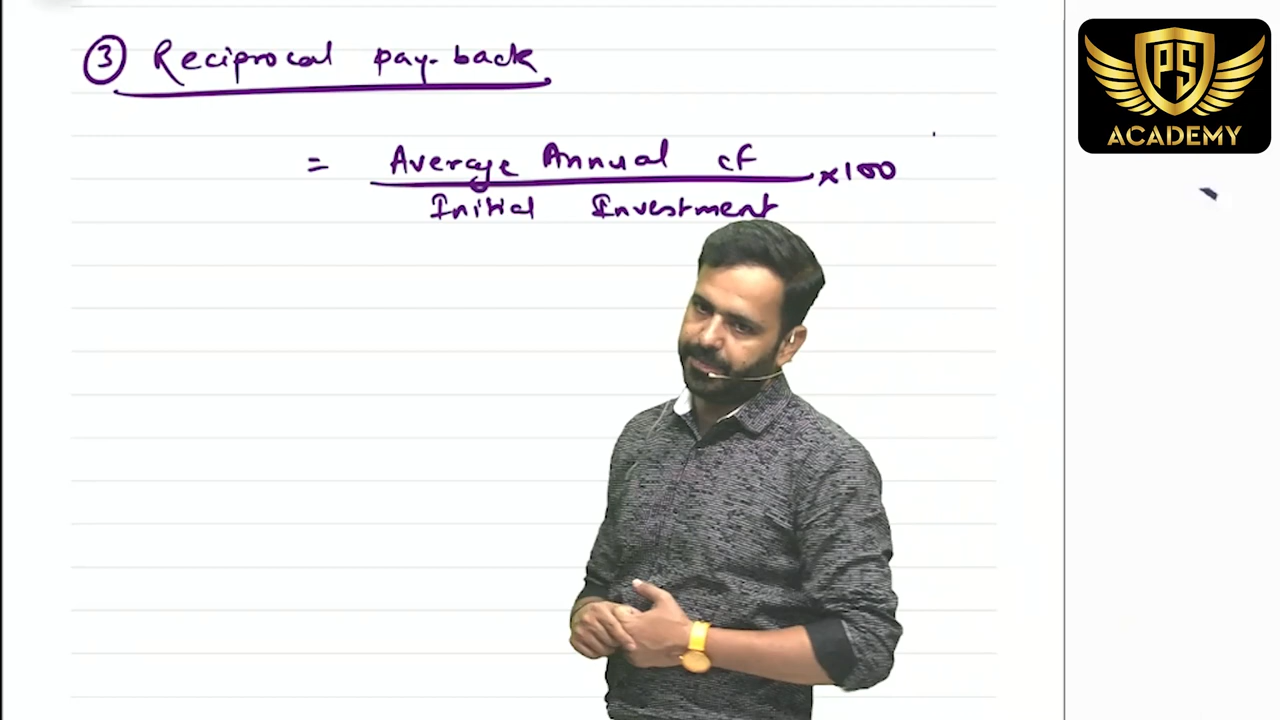 ③ Reciprocal pay-back
= Average Annual CF
Initial Investment ×100
PS
ACADEMY